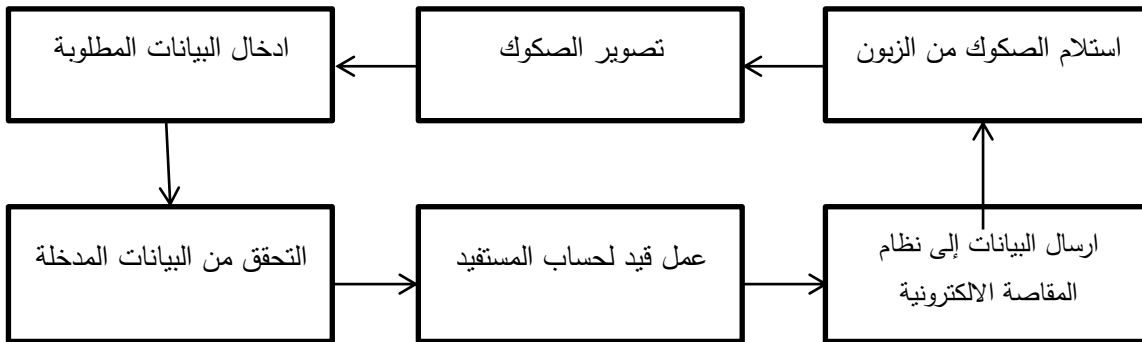 استلام الصكوك من الزبون
تصوير الصكوك
ادخال البيانات المطلوبة
التحقق من البيانات المدخلة
عمل قيد لحساب المستفيد
ارسال البيانات إلى نظام
المقاصة الالكترونية